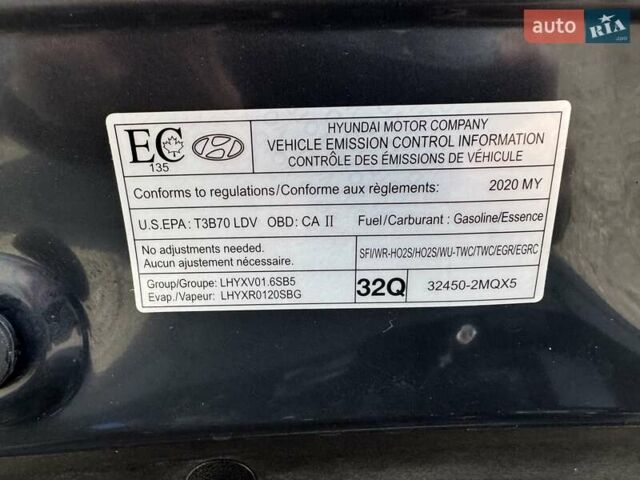 auto RIA.com
EC
135
HYUNDAI MOTOR COMPANY
VEHICLE EMISSION CONTROL INFORMATION
CONTRÔLE DES ÉMISSIONS DE VÉHICULE
Conforms to regulations/Conforme aux règlements: 2020 MY
U.S.EPA: T3B70 LDV OBD: CA II Fuel/Carburant: Gasoline/Essence
No adjustments needed.
Aucun ajustement nécessaire.
SFI/WR-HO2S/HO2S/WU-TWC/TWC/EGR/EGRC
Group/Groupe: LHYXV01.6SB5
Evap./Vapeur: LHYXR0120SBG
32Q
32450-2MQX5